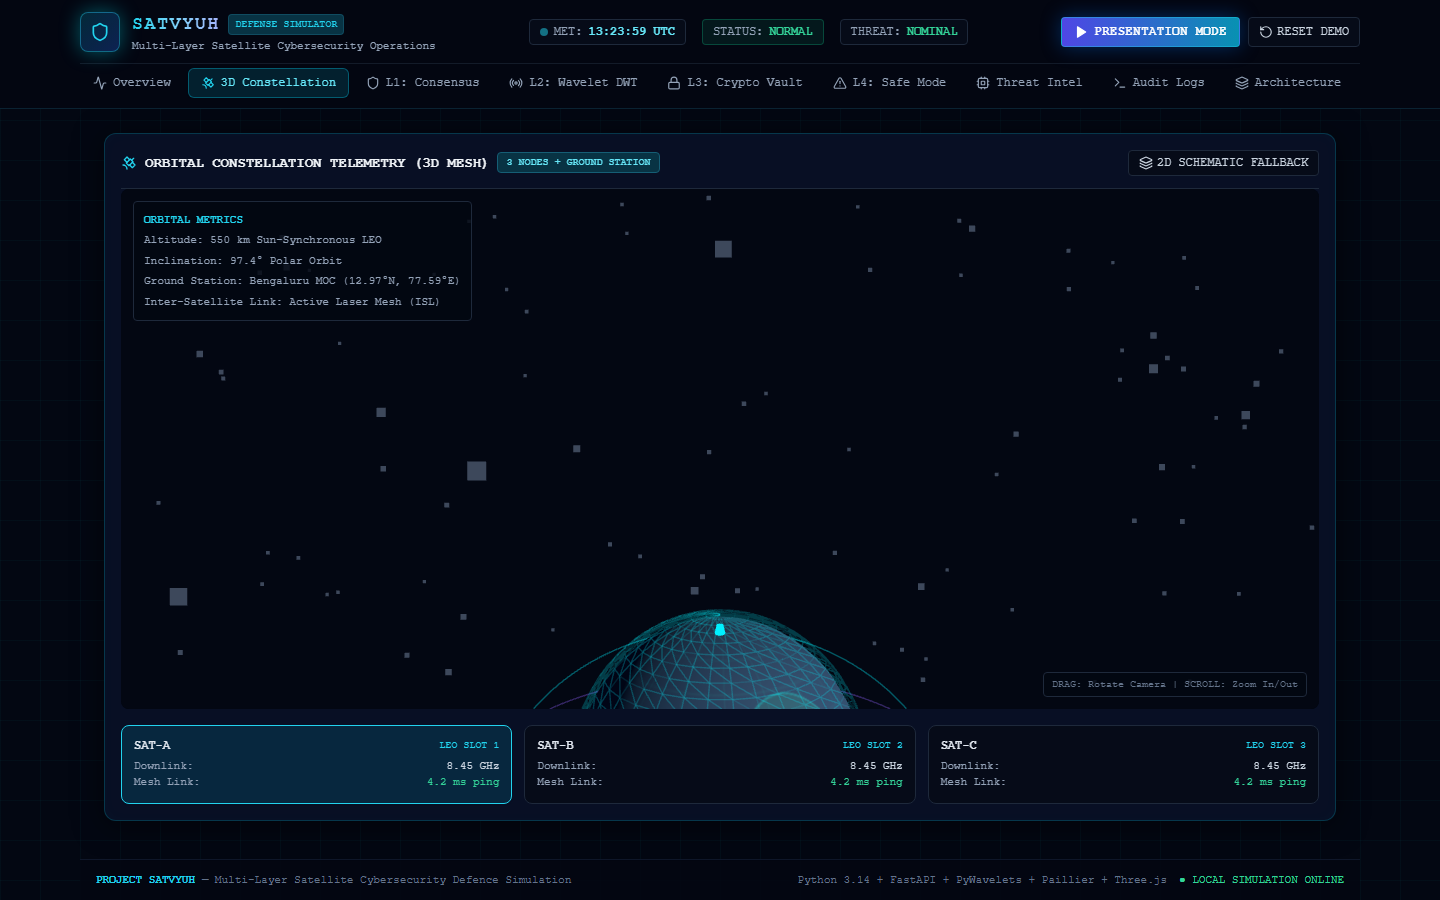 SATVYUH DEFENSE SIMULATOR
Multi-Layer Satellite Cybersecurity Operations
MET: 13:23:59 UTC
STATUS: NORMAL
THREAT: NOMINAL
PRESENTATION MODE
RESET DEMO
Overview
3D Constellation
L1: Consensus
L2: Wavelet DWT
L3: Crypto Vault
L4: Safe Mode
Threat Intel
Audit Logs
Architecture
ORBITAL CONSTELLATION TELEMETRY (3D MESH) 3 NODES + GROUND STATION
2D SCHEMATIC FALLBACK
ORBITAL METRICS
Altitude: 550 km Sun-Synchronous LEO
Inclination: 97.4° Polar Orbit
Ground Station: Bengaluru MOC (12.97°N, 77.59°E)
Inter-Satellite Link: Active Laser Mesh (ISL)
DRAG: Rotate Camera | SCROLL: Zoom In/Out
SAT-A LEO SLOT 1
Downlink: 8.45 GHz
Mesh Link: 4.2 ms ping
SAT-B LEO SLOT 2
Downlink: 8.45 GHz
Mesh Link: 4.2 ms ping
SAT-C LEO SLOT 3
Downlink: 8.45 GHz
Mesh Link: 4.2 ms ping
PROJECT SATVYUH — Multi-Layer Satellite Cybersecurity Defence Simulation
Python 3.14 + FastAPI + PyWavelets + Paillier + Three.js
LOCAL SIMULATION ONLINE